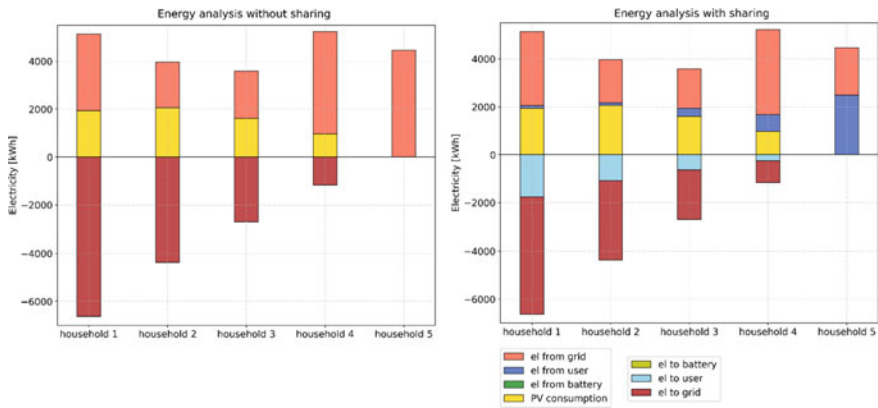 Energy analysis without sharing
4000
2000
0
−2000
−4000
−6000
Electricity [kWh]
household 1 household 2 household 3 household 4 household 5
Energy analysis with sharing
4000
2000
0
−2000
−4000
−6000
Electricity [kWh]
household 1 household 2 household 3 household 4 household 5
el from grid
el from user
el from battery
PV consumption
el to battery
el to user
el to grid